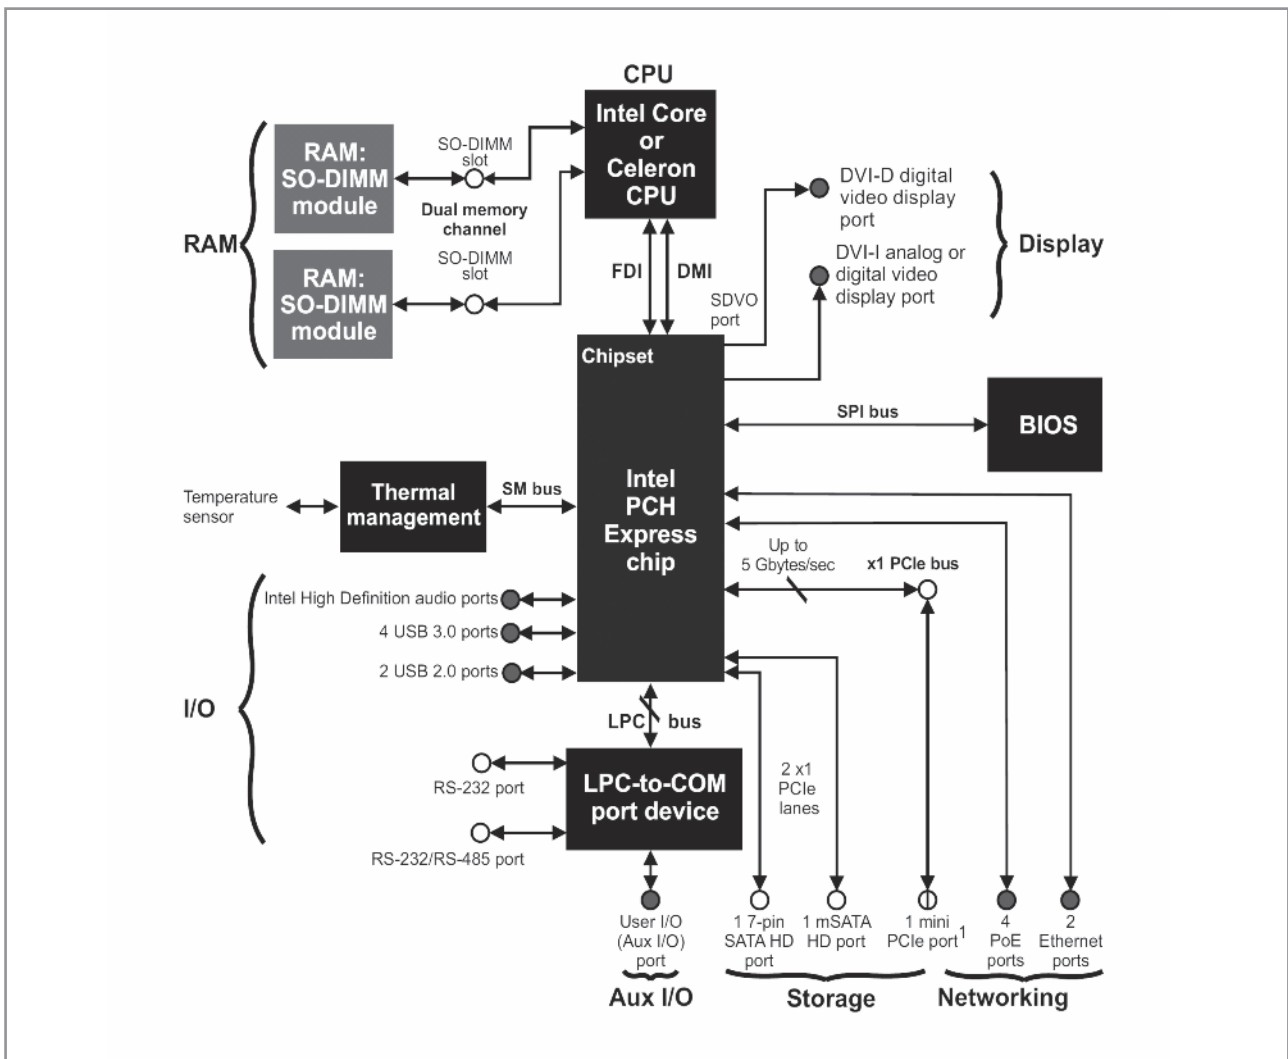 CPU
Intel Core
or
Celeron
CPU
RAM:
SO-DIMM
module
SO-DIMM
slot
Dual memory
channel
RAM
RAM:
SO-DIMM
module
SO-DIMM
slot
FDI
DMI
SDVO
port
DVI-D digital
video display
port
DVI-I analog or
digital video
display port
Display
Chipset
Intel
PCH
Express
chip
SPI bus
BIOS
Temperature
sensor
Thermal
management
SM bus
Up to
5 Gbytes/sec
x1 PCIe bus
Intel High Definition audio ports
4 USB 3.0 ports
2 USB 2.0 ports
I/O
LPC bus
LPC-to-COM
port device
RS-232 port
RS-232/RS-485 port
2 x1
PCIe
lanes
User I/O
(Aux I/O)
port
Aux I/O
1 7-pin
SATA HD
port
1 mSATA
HD port
1 mini
PCIe port1
Storage
4
PoE
ports
2
Ethernet
ports
Networking